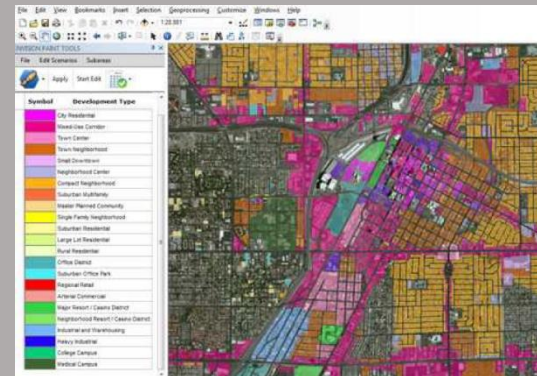 File Edit View Bookmarks Insert Selection Geoprocessing Customize Windows Help
1:20,981
ENVISION PAINT TOOLS
File Edit Scenarios Subareas
Apply Start Edit
Symbol Development Type
City Residential
Mixed-Use Corridor
Town Center
Town Neighborhood
Small Downtown
Neighborhood Center
Compact Neighborhood
Suburban Multifamily
Master Planned Community
Single Family Neighborhood
Suburban Residential
Large Lot Residential
Rural Residential
Office District
Suburban Office Park
Regional Retail
Arterial Commercial
Major Resort / Casino District
Neighborhood Resort / Casino District
Industrial and Warehousing
Heavy Industrial
College Campus
Medical Campus